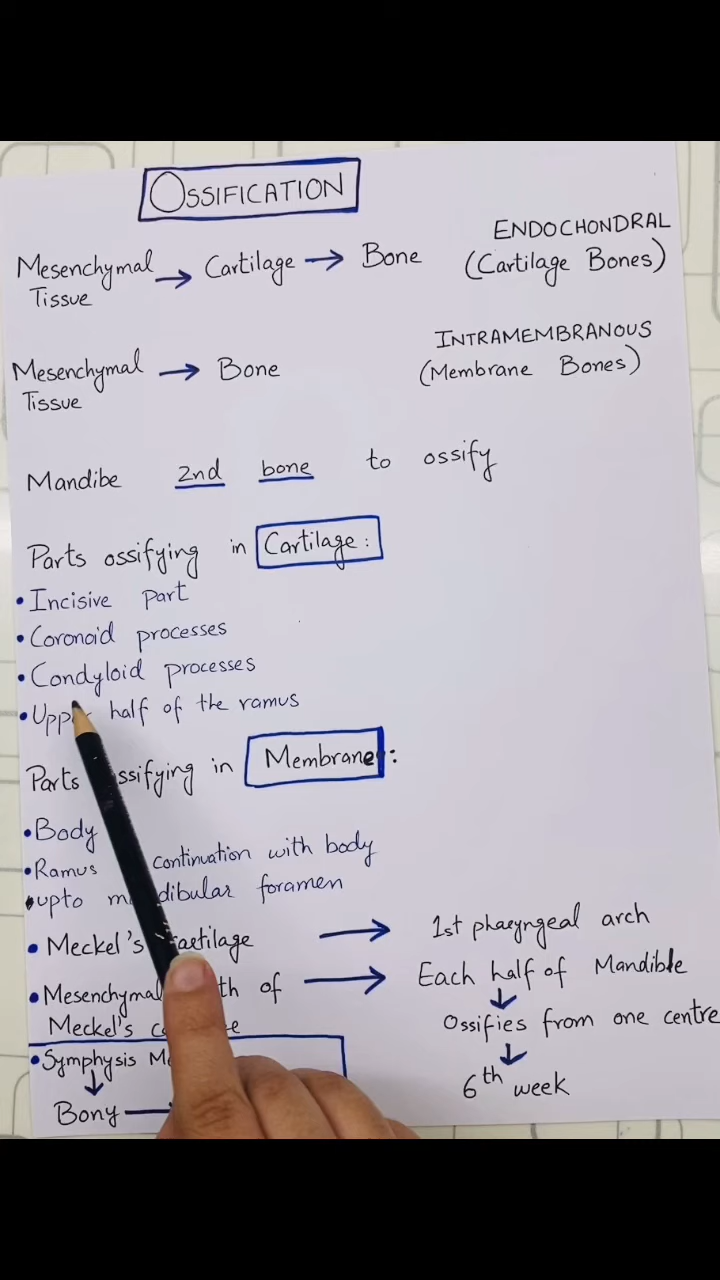 OSSIFICATION
Mesenchymal Tissue → Cartilage → Bone
ENDOCHONDRAL
(Cartilage Bones)
Mesenchymal Tissue → Bone
INTRAMEMBRANOUS
(Membrane Bones)
Mandibe 2nd bone to ossify
Parts ossifying in Cartilage:
• Incisive part
• Coronoid processes
• Condyloid processes
• half of the ramus
Parts in Membrane:
• Body
• Ramus continuation with body
• upto foramen
• Meckel's → 1st pharyngeal arch
• Mesenchymal of → Each half of Mandible
Meckel's
↓
Ossifies from one centre
• Symphysis
↓
↓
Bony →
6th week